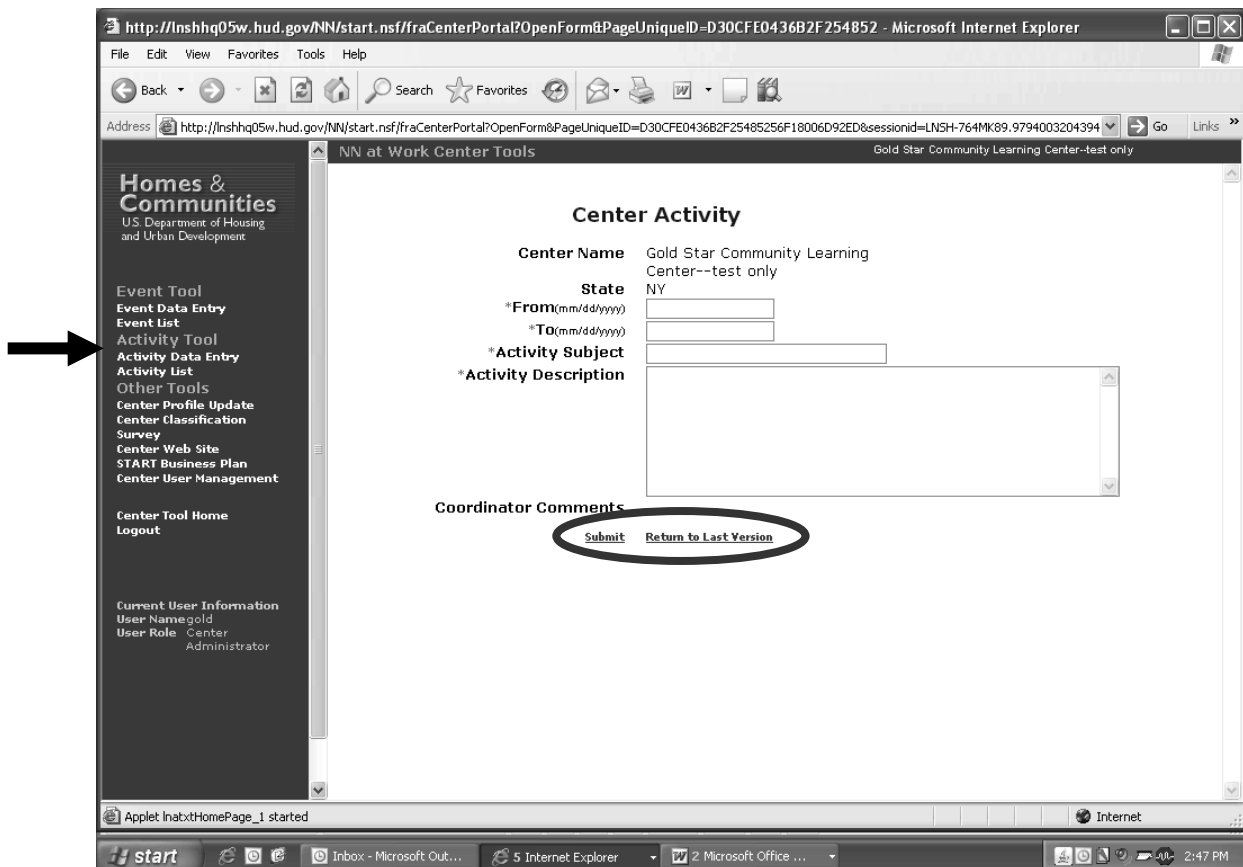 http://lnshhq05w.hud.gov/NN/start.nsf/fraCenterPortal?OpenForm&PageUniqueID=D30CFE0436B2F254852 - Microsoft Internet Explorer
File Edit View Favorites Tools Help
Back Search Favorites
Address http://lnshhq05w.hud.gov/NN/start.nsf/fraCenterPortal?OpenForm&PageUniqueID=D30CFE0436B2F25485256F18006D92ED&sessionid=LNSH-764MK89.9794003204394 Go Links »
NN at Work Center Tools Gold Star Community Learning Center--test only
Homes &
Communities
U.S. Department of Housing
and Urban Development
Event Tool
Event Data Entry
Event List
Activity Tool
Activity Data Entry
Activity List
Other Tools
Center Profile Update
Center Classification
Survey
Center Web Site
START Business Plan
Center User Management
Center Tool Home
Logout
Current User Information
User Name gold
User Role Center
Administrator
Center Activity
Center Name Gold Star Community Learning
Center--test only
State NY
*From(mm/dd/yyyy)
*To(mm/dd/yyyy)
*Activity Subject
*Activity Description
Coordinator Comments
Submit Return to Last Version
Applet lnatxtHomePage_1 started Internet
start Inbox - Microsoft Out... 5 Internet Explorer 2 Microsoft Office ... 2:47 PM